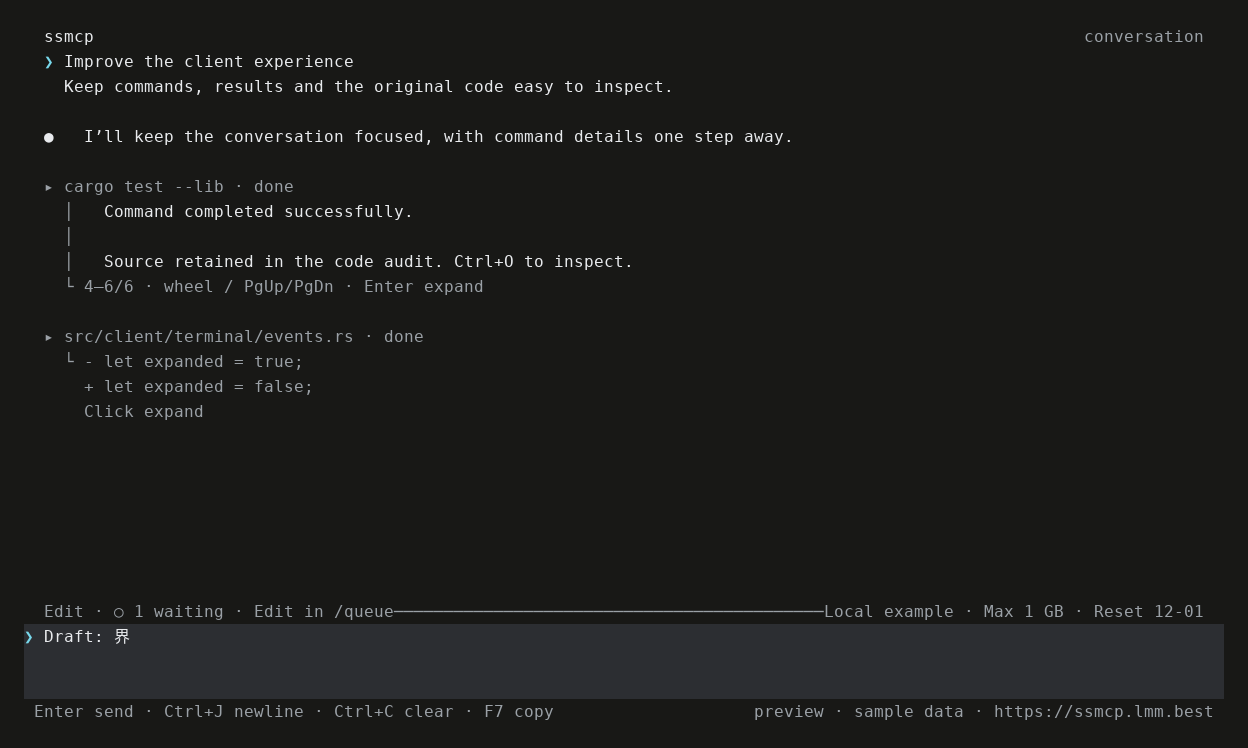 ssmcp conversation
❯ Improve the client experience
Keep commands, results and the original code easy to inspect.
● I’ll keep the conversation focused, with command details one step away.
▸ cargo test --lib · done
│ Command completed successfully.
│
│ Source retained in the code audit. Ctrl+O to inspect.
└ 4–6/6 · wheel / PgUp/PgDn · Enter expand
▸ src/client/terminal/events.rs · done
└ - let expanded = true;
+ let expanded = false;
Click expand
Edit · ○ 1 waiting · Edit in /queue───────────────────────────────────────────Local example · Max 1 GB · Reset 12-01
❯ Draft: 界
Enter send · Ctrl+J newline · Ctrl+C clear · F7 copy preview · sample data · https://ssmcp.lmm.best